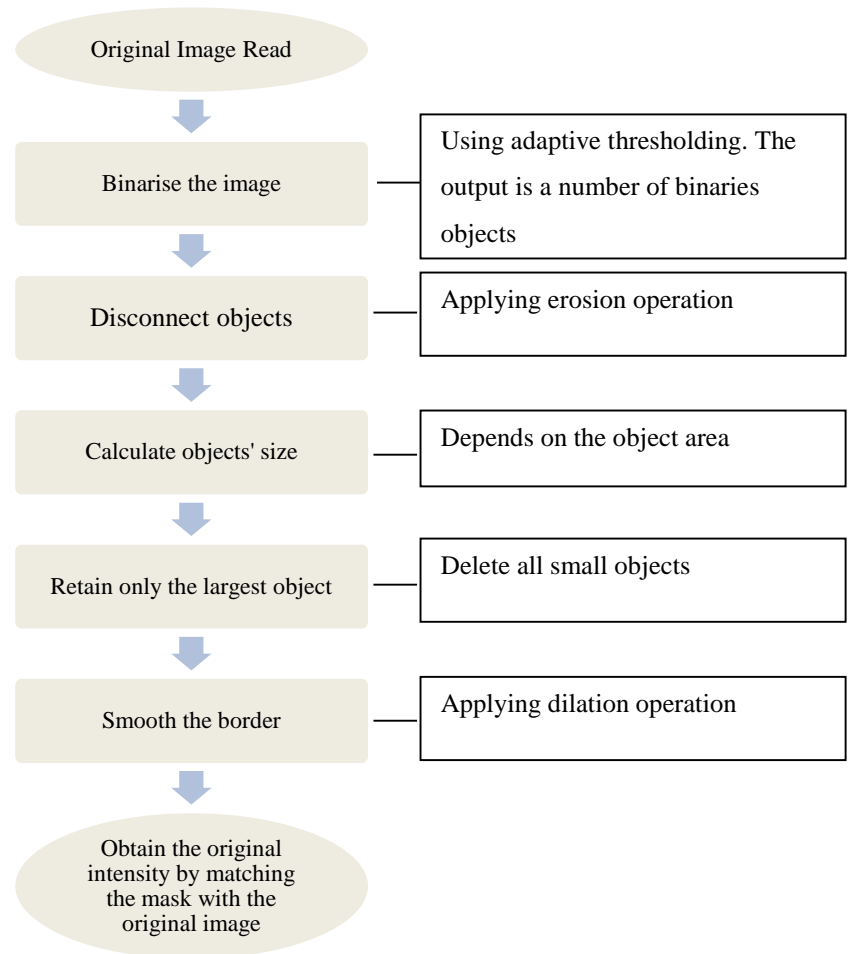 Original Image Read
Binarise the image
Using adaptive thresholding. The
output is a number of binaries
objects
Disconnect objects
Applying erosion operation
Calculate objects' size
Depends on the object area
Retain only the largest object
Delete all small objects
Smooth the border
Applying dilation operation
Obtain the original
intensity by matching
the mask with the
original image